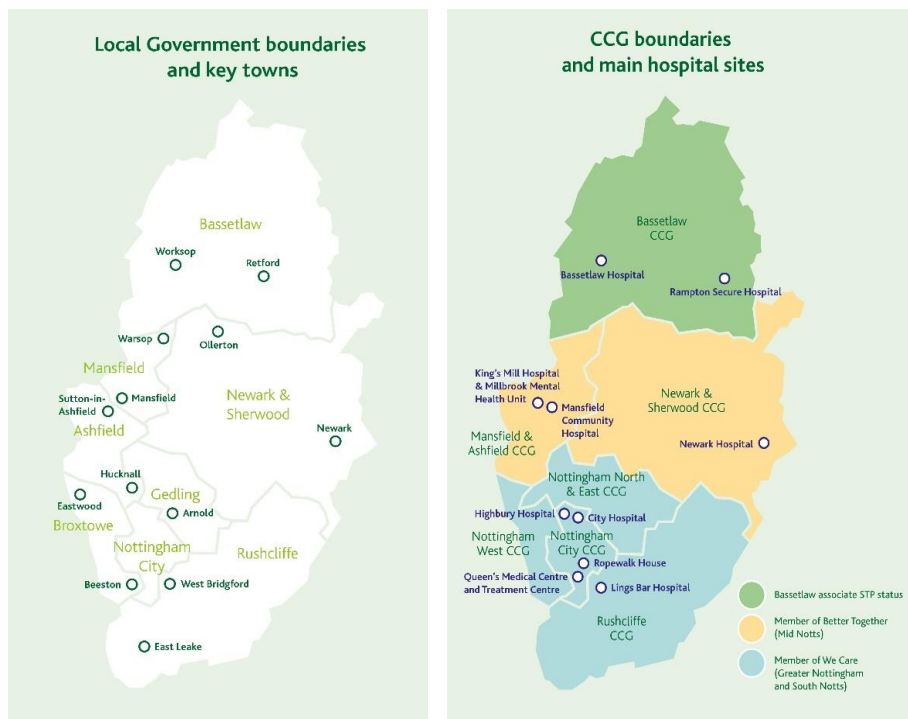 Local Government boundaries
and key towns
Bassetlaw
Worksop
Retford
Warsop
Ollerton
Mansfield
Newark &
Sherwood
Sutton-in-
Ashfield
Mansfield
Ashfield
Newark
Hucknall
Eastwood
Gedling
Arnold
Broxtowe
Nottingham
City
Rushcliffe
Beeston
West Bridgford
East Leake
CCG boundaries
and main hospital sites
Bassetlaw
CCG
Bassetlaw Hospital
Rampton Secure Hospital
King's Mill Hospital
& Millbrook Mental
Health Unit
Mansfield
Community
Hospital
Newark &
Sherwood CCG
Mansfield &
Ashfield CCG
Newark Hospital
Nottingham North
& East CCG
Highbury Hospital
City Hospital
Nottingham
West CCG
Nottingham
City CCG
Ropewalk House
Queen's Medical Centre
and Treatment Centre
Lings Bar Hospital
Rushcliffe
CCG
Bassetlaw associate STP status
Member of Better Together
(Mid Notts)
Member of We Care
(Greater Nottingham
and South Notts)